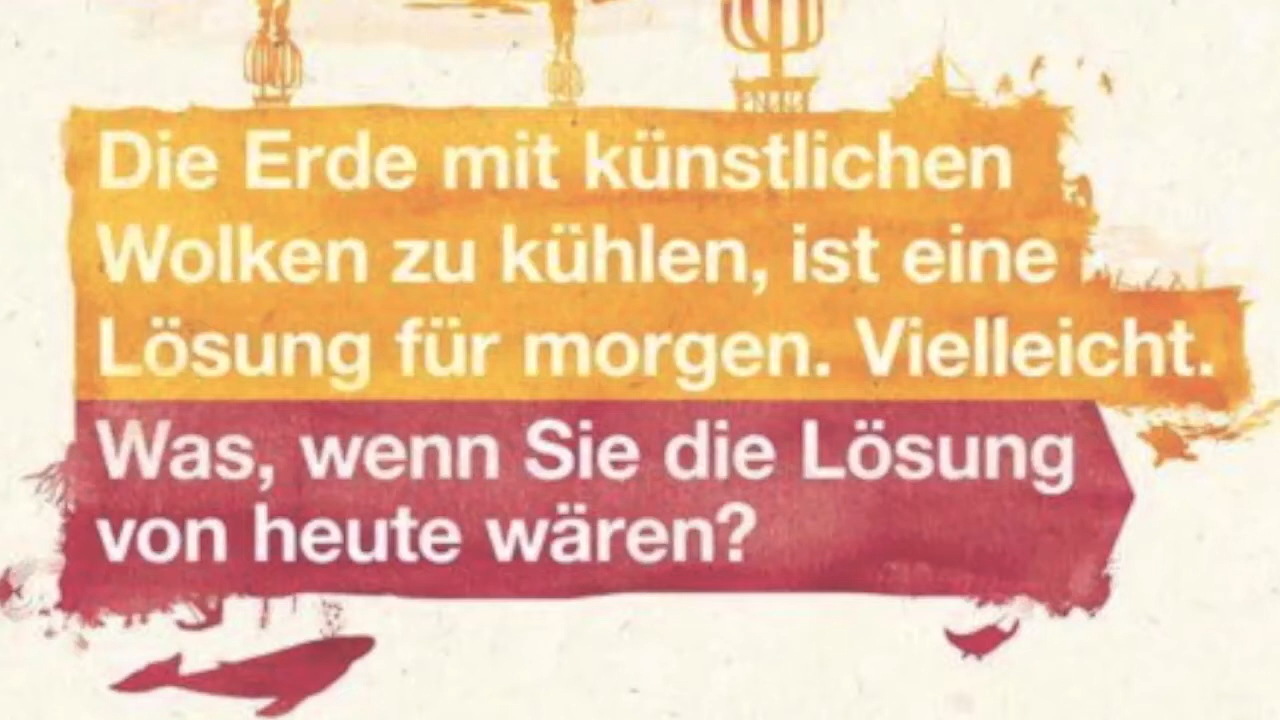 Die Erde mit künstlichen
Wolken zu kühlen, ist eine
Lösung für morgen. Vielleicht.
Was, wenn Sie die Lösung
von heute wären?